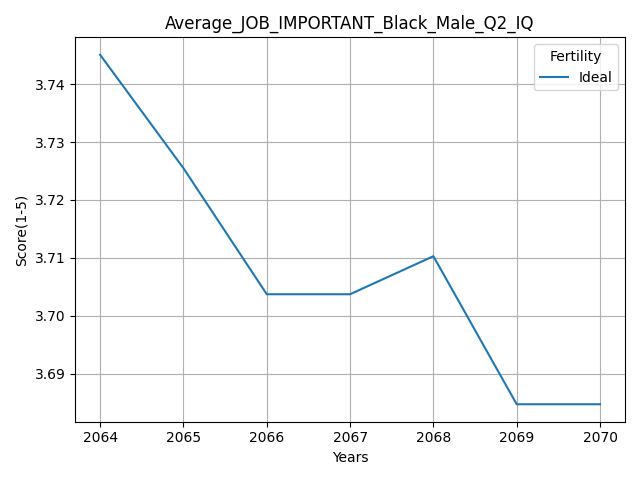 Average_JOB_IMPORTANT_Black_Male_Q2_IQ
Fertility
Ideal
3.74
3.73
3.72
3.71
3.70
3.69
Score(1-5)
2064 2065 2066 2067 2068 2069 2070
Years